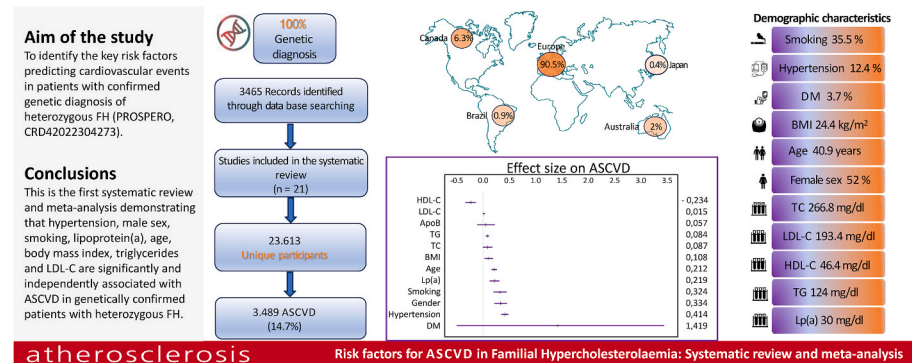 Aim of the study
To identify the key risk factors
predicting cardiovascular events
in patients with confirmed
genetic diagnosis of
heterozygous FH (PROSPERO,
CRD42022304273).
Conclusions
This is the first systematic review
and meta-analysis demonstrating
that hypertension, male sex,
smoking, lipoprotein(a), age,
body mass index, triglycerides
and LDL-C are significantly and
independently associated with
ASCVD in genetically confirmed
patients with heterozygous FH.
100%
Genetic
diagnosis
3465 Records identified
through data base searching
Studies included in the systematic
review
(n = 21)
23.613
Unique participants
3.489 ASCVD
(14.7%)
Canada 6.3%
Europe
90.5%
0.4% Japan
Brazil 0.9%
Australia 2%
Effect size on ASCVD
-0.5 0.0 0.5 1.0 1.5 2.0 2.5 3.0 3.5
HDL-C - 0,234
LDL-C 0,015
ApoB 0,057
TG 0,084
TC 0,087
BMI 0,108
Age 0,212
Lp(a) 0,219
Smoking 0,324
Gender 0,334
Hypertension 0,414
DM 1,419
Demographic characteristics
Smoking 35.5 %
Hypertension 12.4 %
DM 3.7 %
BMI 24.4 kg/m²
Age 40.9 years
Female sex 52 %
TC 266.8 mg/dl
LDL-C 193.4 mg/dl
HDL-C 46.4 mg/dl
TG 124 mg/dl
Lp(a) 30 mg/dl
atherosclerosis
Risk factors for ASCVD in Familial Hypercholesterolaemia: Systematic review and meta-analysis